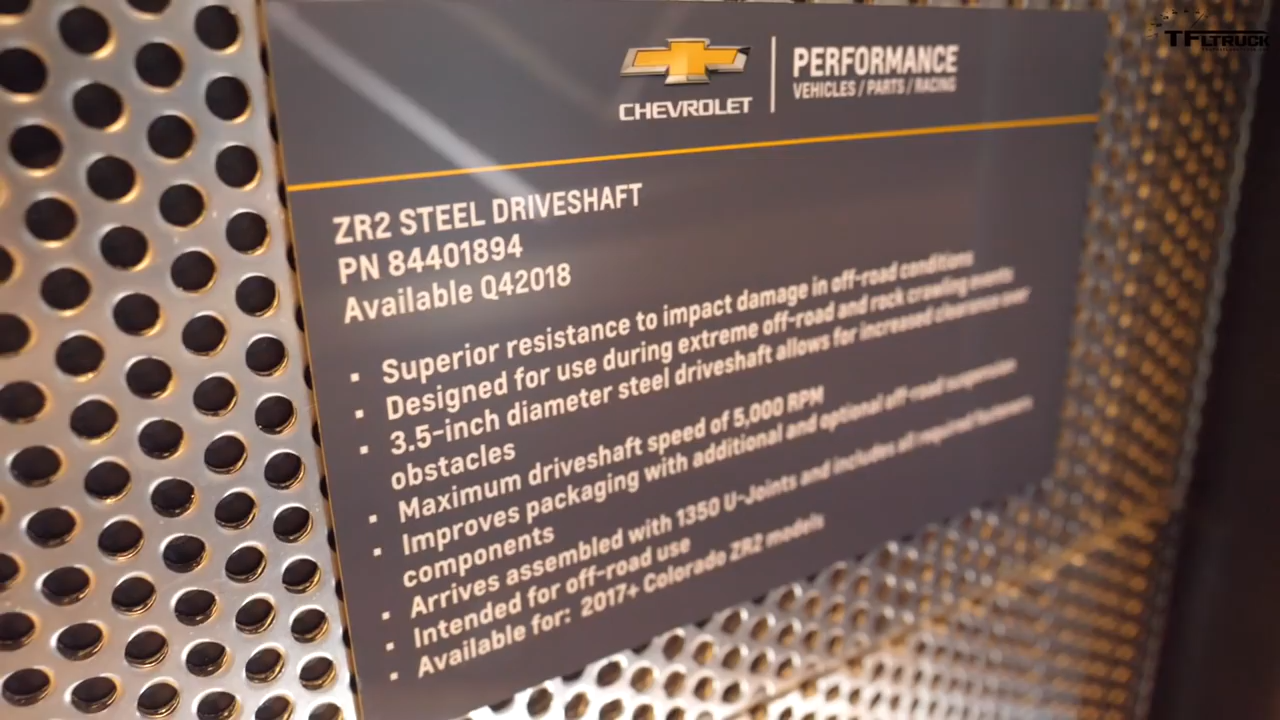 TFLTRUCK
CHEVROLET
PERFORMANCE
VEHICLES / PARTS / RACING
ZR2 STEEL DRIVESHAFT
PN 84401894
Available Q42018
▪ Superior resistance to impact damage in off-road conditions
▪ Designed for use during extreme off-road and rock crawling events
▪ 3.5-inch diameter steel driveshaft allows for increased clearance over
obstacles
▪ Maximum driveshaft speed of 5,000 RPM
▪ Improves packaging with additional and optional off-road suspension
components
▪ Arrives assembled with 1350 U-Joints and includes all required fasteners
▪ Intended for off-road use
▪ Available for: 2017+ Colorado ZR2 models